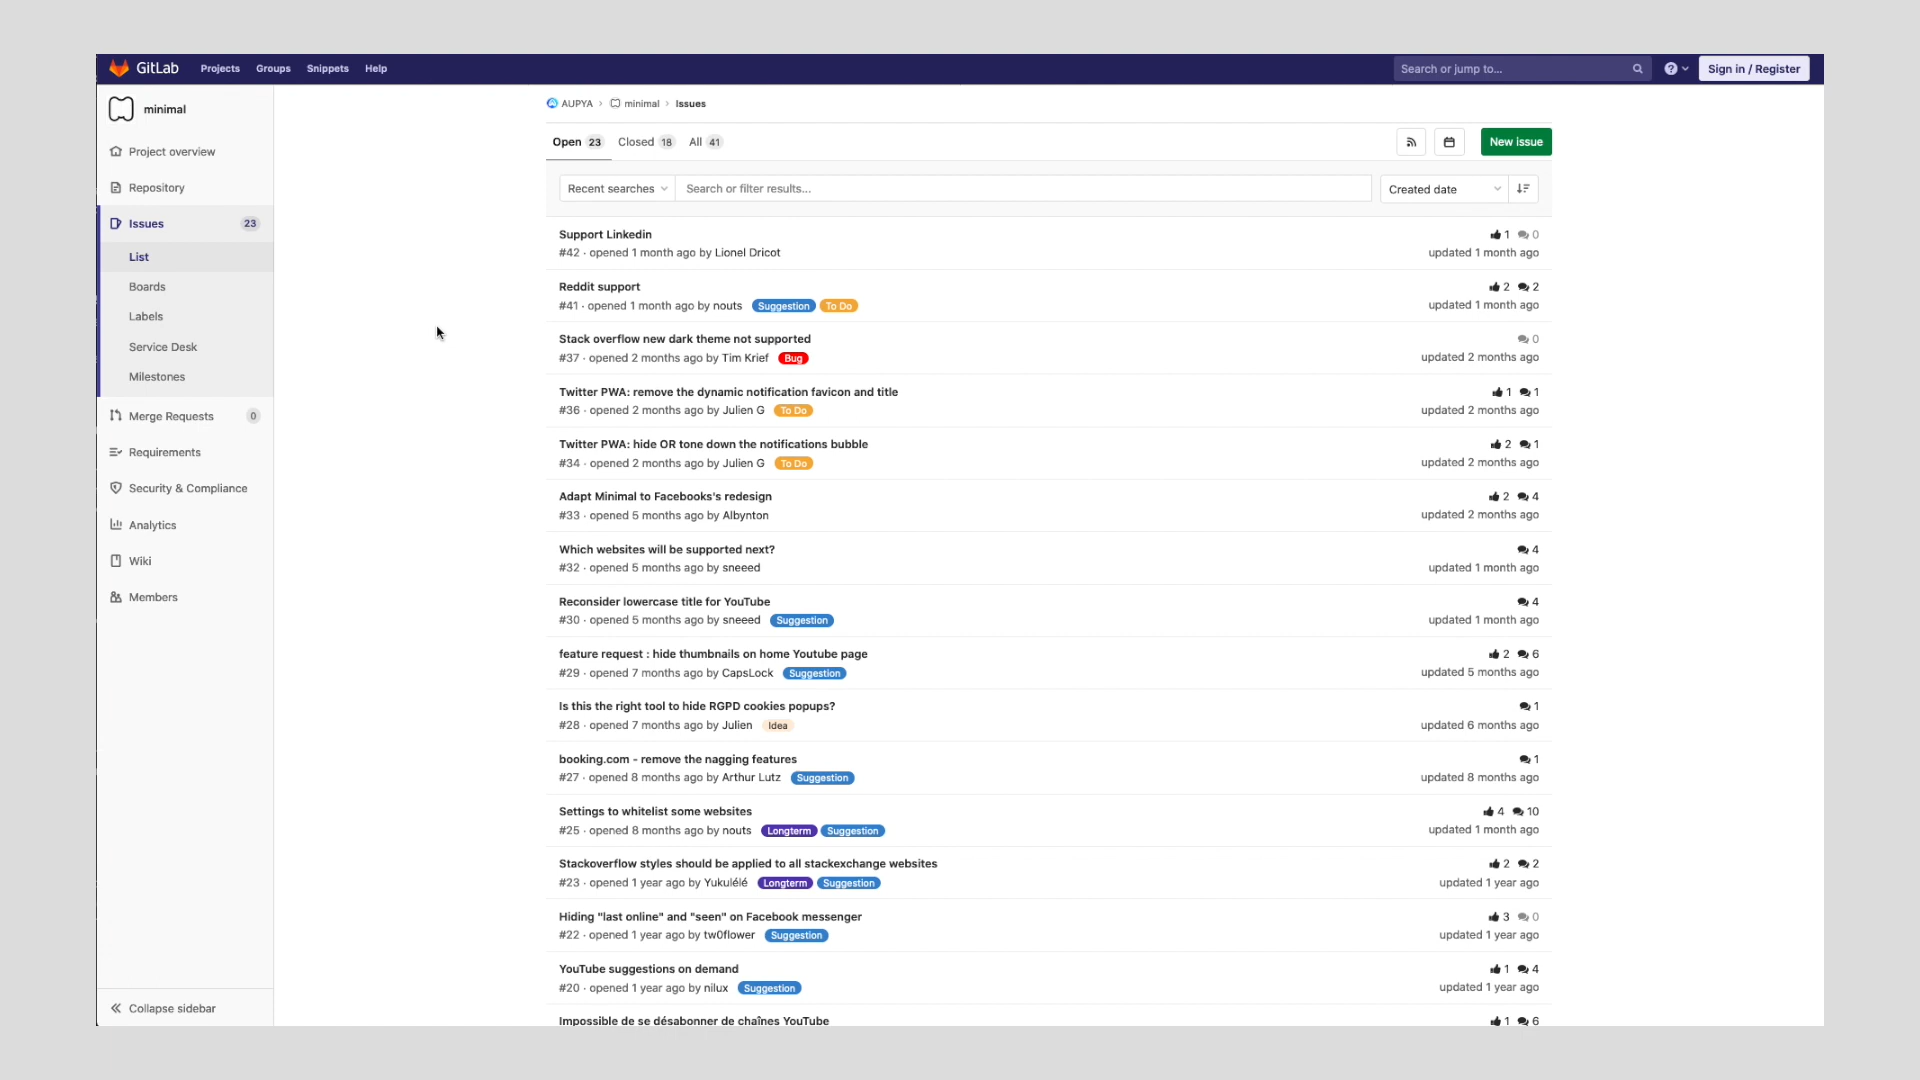 GitLab Projects Groups Snippets Help Search or jump to... Sign in / Register
minimal
Project overview
Repository
Issues 23
List
Boards
Labels
Service Desk
Milestones
Merge Requests 0
Requirements
Security & Compliance
Analytics
Wiki
Members
Collapse sidebar
AUPYA › minimal › Issues
Open 23 Closed 18 All 41 New issue
Recent searches Search or filter results... Created date
Support Linkedin 1 0
#42 · opened 1 month ago by Lionel Dricot updated 1 month ago
Reddit support 2 2
#41 · opened 1 month ago by nouts Suggestion To Do updated 1 month ago
Stack overflow new dark theme not supported 0
#37 · opened 2 months ago by Tim Krief Bug updated 2 months ago
Twitter PWA: remove the dynamic notification favicon and title 1 1
#36 · opened 2 months ago by Julien G To Do updated 2 months ago
Twitter PWA: hide OR tone down the notifications bubble 2 1
#34 · opened 2 months ago by Julien G To Do updated 2 months ago
Adapt Minimal to Facebooks's redesign 2 4
#33 · opened 5 months ago by Albynton updated 2 months ago
Which websites will be supported next? 4
#32 · opened 5 months ago by sneeed updated 1 month ago
Reconsider lowercase title for YouTube 4
#30 · opened 5 months ago by sneeed Suggestion updated 1 month ago
feature request : hide thumbnails on home Youtube page 2 6
#29 · opened 7 months ago by CapsLock Suggestion updated 5 months ago
Is this the right tool to hide RGPD cookies popups? 1
#28 · opened 7 months ago by Julien Idea updated 6 months ago
booking.com - remove the nagging features 1
#27 · opened 8 months ago by Arthur Lutz Suggestion updated 8 months ago
Settings to whitelist some websites 4 10
#25 · opened 8 months ago by nouts Longterm Suggestion updated 1 month ago
Stackoverflow styles should be applied to all stackexchange websites 2 2
#23 · opened 1 year ago by Yukulélé Longterm Suggestion updated 1 year ago
Hiding "last online" and "seen" on Facebook messenger 3 0
#22 · opened 1 year ago by tw0flower Suggestion updated 1 year ago
YouTube suggestions on demand 1 4
#20 · opened 1 year ago by nilux Suggestion updated 1 year ago
Impossible de se désabonner de chaînes YouTube 1 6